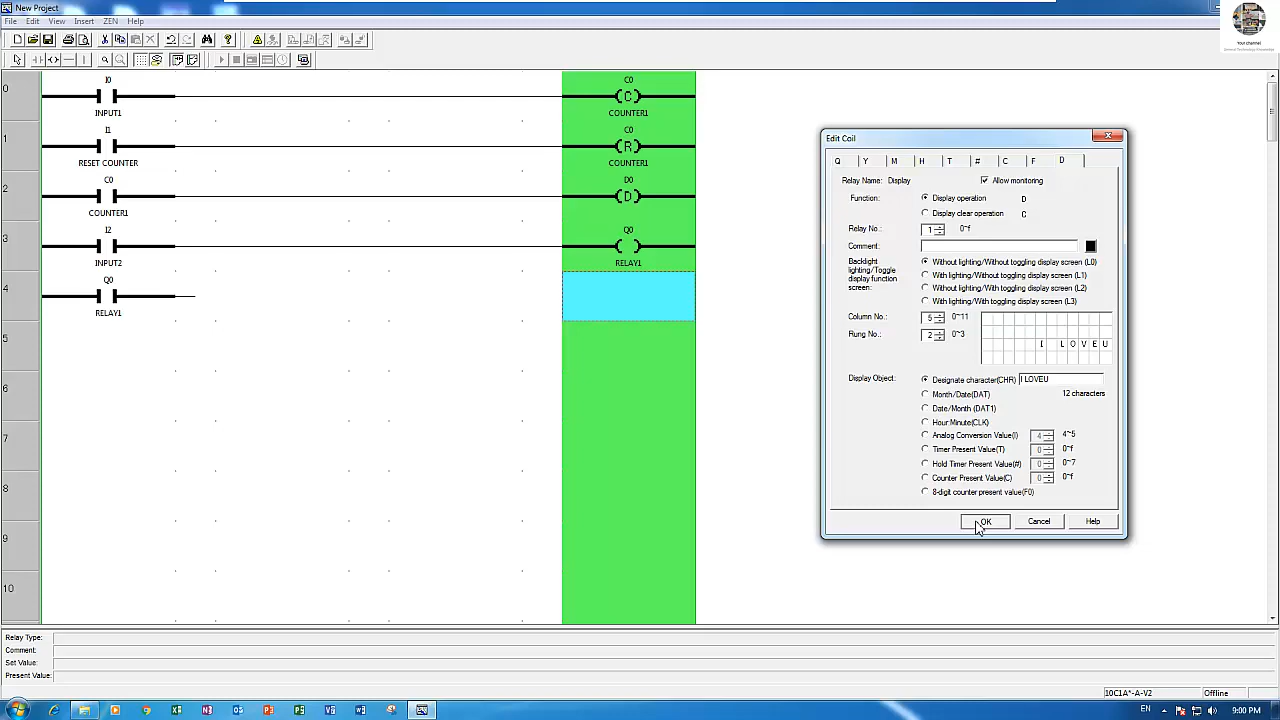 New Project
File Edit View Insert ZEN Help
Your channel
General Technology Knowledge
0
I0
INPUT1
C0
C
COUNTER1
1
I1
RESET COUNTER
C0
R
COUNTER1
2
C0
COUNTER1
D0
D
3
I2
INPUT2
Q0
RELAY1
4
Q0
RELAY1
5
6
7
8
9
10
Edit Coil
Q Y M H T # C F D
Relay Name: Display Allow monitoring
Function: Display operation D
Display clear operation C
Relay No.: 1 0~f
Comment:
Backlight lighting/Toggle display function screen:
Without lighting/Without toggling display screen (L0)
With lighting/Without toggling display screen (L1)
Without lighting/With toggling display screen (L2)
With lighting/With toggling display screen (L3)
Column No.: 5 0~11
Rung No.: 2 0~3
I LOVEU
Display Object: Designate character(CHR) I LOVEU
Month/Date(DAT) 12 characters
Date/Month (DAT1)
Hour:Minute(CLK)
Analog Conversion Value(I) 4 4~5
Timer Present Value(T) 0 0~f
Hold Timer Present Value(#) 0 0~7
Counter Present Value(C) 0 0~f
8-digit counter present value(F0)
OK Cancel Help
Relay Type:
Comment:
Set Value:
Present Value:
10C1A*-A-V2 Offline
EN 9:00 PM